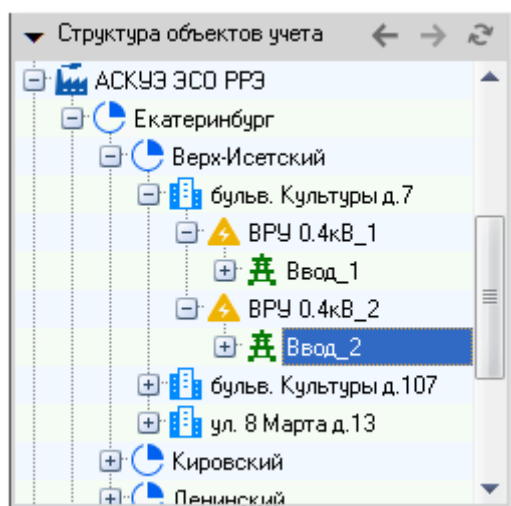 Структура объектов учета
АСКУЭ ЭСО РРЭ
Екатеринбург
Верх-Исетский
бульв. Культуры д.7
ВРУ 0.4кВ_1
Ввод_1
ВРУ 0.4кВ_2
Ввод_2
бульв. Культуры д.107
ул. 8 Марта д.13
Кировский
Ленинский